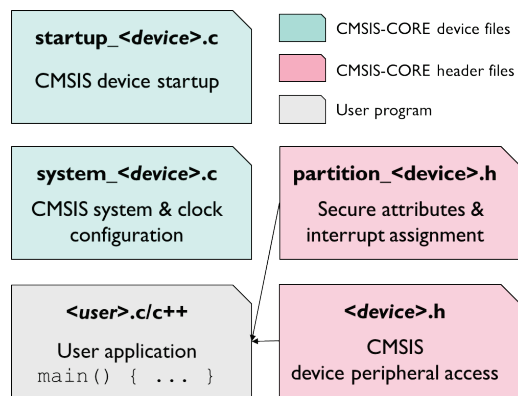 startup_<device>.c
CMSIS device startup
CMSIS-CORE device files
CMSIS-CORE header files
User program
system_<device>.c
CMSIS system & clock
configuration
partition_<device>.h
Secure attributes &
interrupt assignment
<user>.c/c++
User application
main() { ... }
<device>.h
CMSIS
device peripheral access